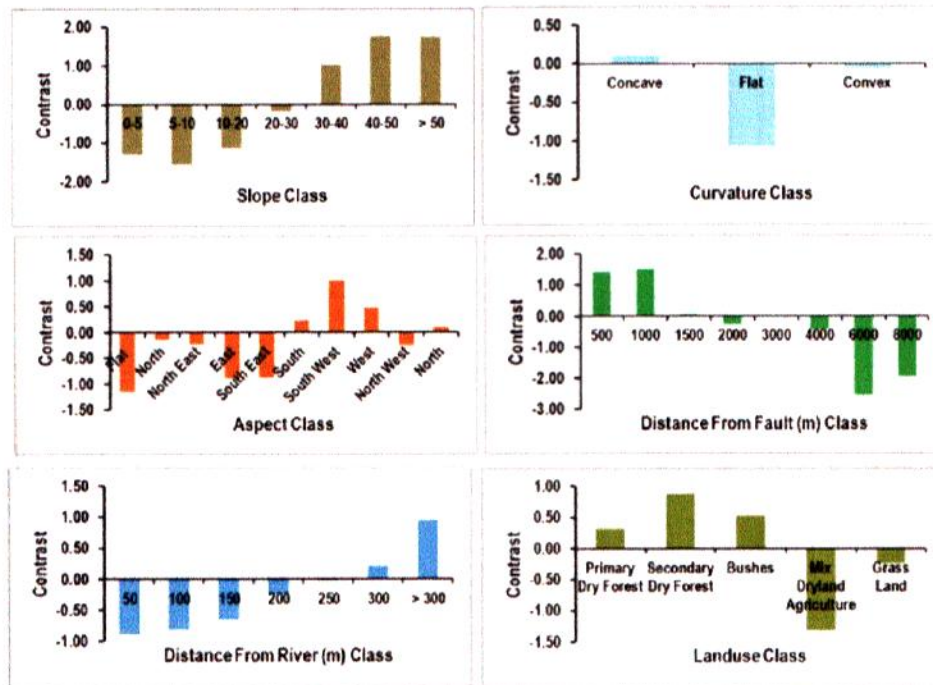 2.00
1.00
0.00
-1.00
-2.00
Contrast
0-5 5-10 10-20 20-30 30-40 40-50 > 50
Slope Class
0.50
0.00
-0.50
-1.00
-1.50
Contrast
Concave Flat Convex
Curvature Class
1.50
1.00
0.50
0.00
-0.50
-1.00
-1.50
Contrast
Flat North North East East South East South South West West North West North
Aspect Class
2.00
1.00
0.00
-1.00
-2.00
-3.00
Contrast
500 1000 1500 2000 3000 4000 6000 8000
Distance From Fault (m) Class
1.50
1.00
0.50
0.00
-0.50
-1.00
Contrast
50 100 150 200 250 300 > 300
Distance From River (m) Class
1.00
0.50
0.00
-0.50
-1.00
-1.50
Contrast
Primary Secondary Bushes Mix Grass
Dry Forest Dry Forest Dryland Land
Agriculture
Landuse Class